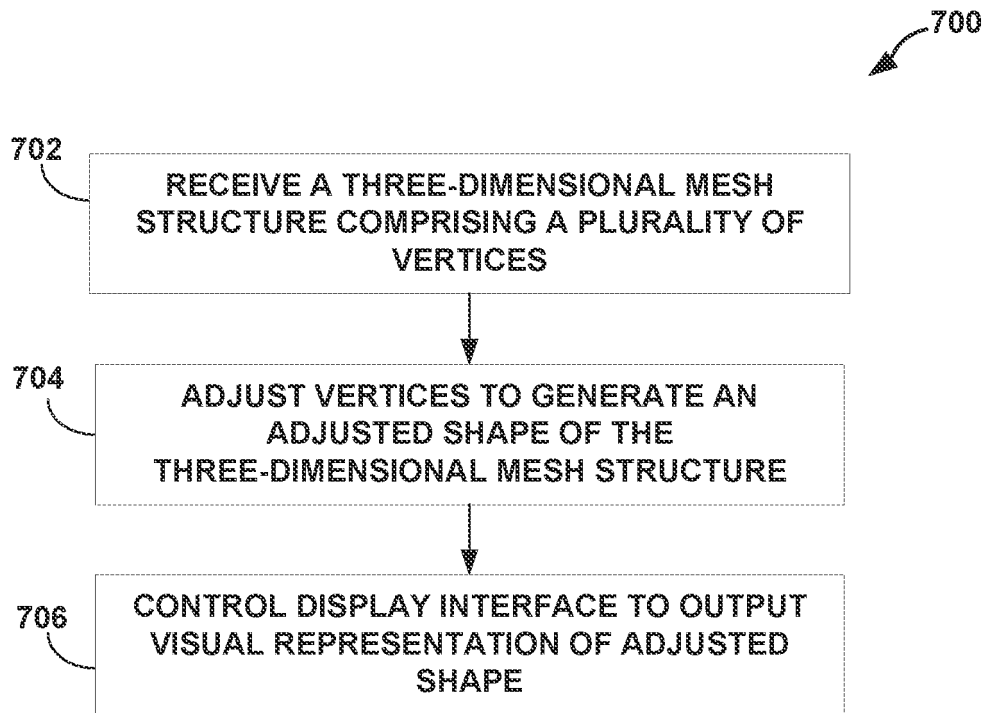 700
702
RECEIVE A THREE-DIMENSIONAL MESH
STRUCTURE COMPRISING A PLURALITY OF
VERTICES
704
ADJUST VERTICES TO GENERATE AN
ADJUSTED SHAPE OF THE
THREE-DIMENSIONAL MESH STRUCTURE
706
CONTROL DISPLAY INTERFACE TO OUTPUT
VISUAL REPRESENTATION OF ADJUSTED
SHAPE